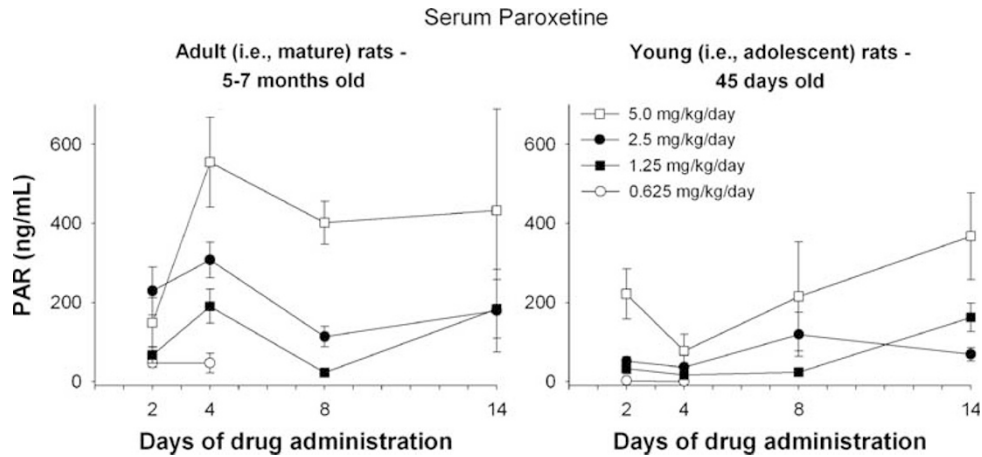 Serum Paroxetine
Adult (i.e., mature) rats -
5-7 months old
Young (i.e., adolescent) rats -
45 days old
PAR (ng/mL)
600
400
200
0
2 4 8 14
Days of drug administration
600
400
200
0
5.0 mg/kg/day
2.5 mg/kg/day
1.25 mg/kg/day
0.625 mg/kg/day
2 4 8 14
Days of drug administration